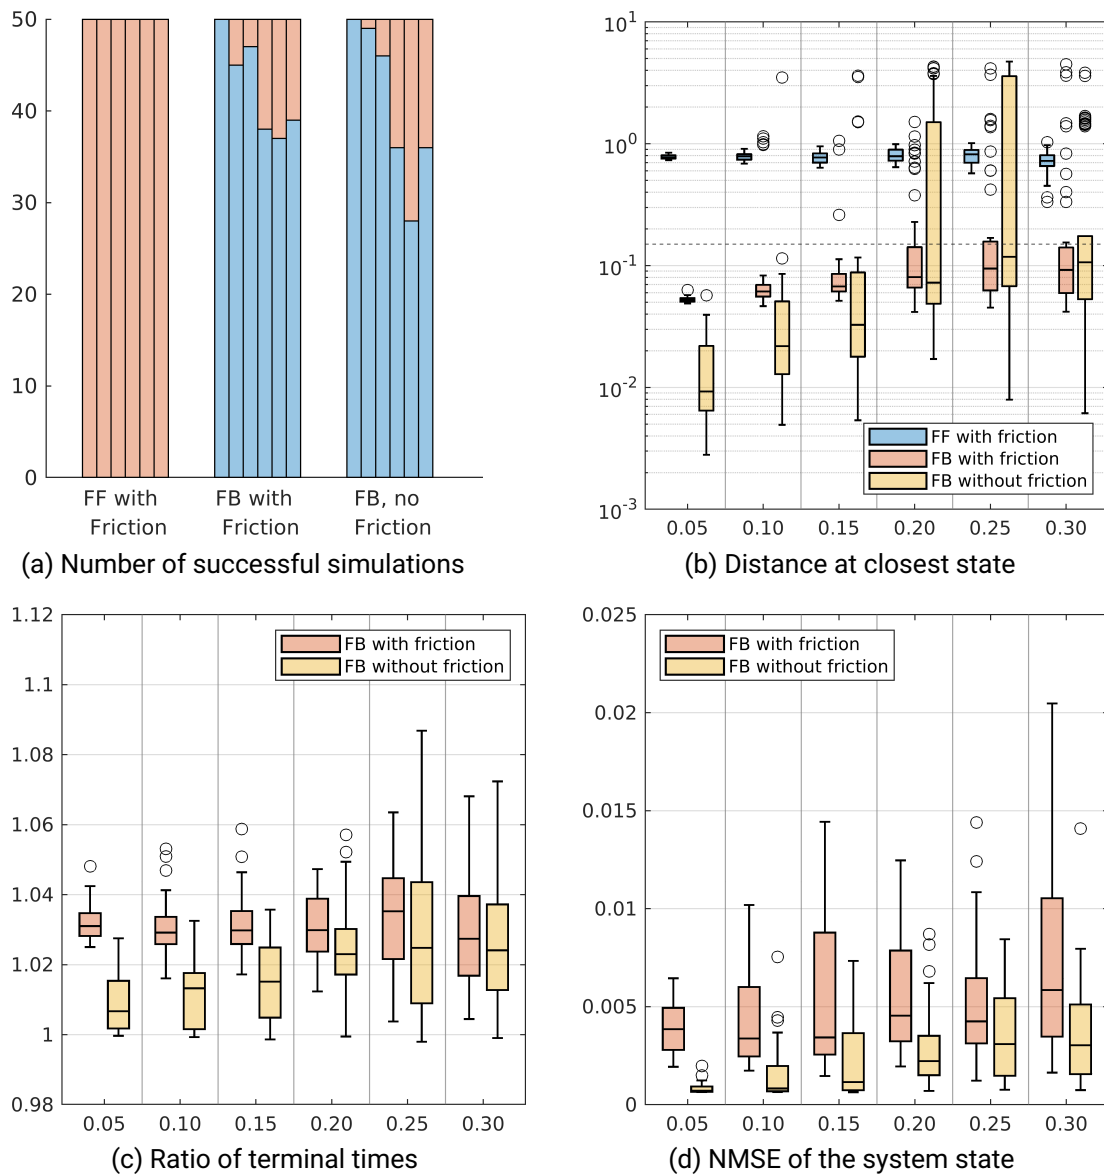 50
40
30
20
10
0
FF with
Friction
FB with
Friction
FB, no
Friction
(a) Number of successful simulations
10^1
10^0
10^-1
10^-2
10^-3
FF with friction
FB with friction
FB without friction
0.05 0.10 0.15 0.20 0.25 0.30
(b) Distance at closest state
1.12
1.1
1.08
1.06
1.04
1.02
1
0.98
FB with friction
FB without friction
0.05 0.10 0.15 0.20 0.25 0.30
(c) Ratio of terminal times
0.025
0.02
0.015
0.01
0.005
0
FB with friction
FB without friction
0.05 0.10 0.15 0.20 0.25 0.30
(d) NMSE of the system state